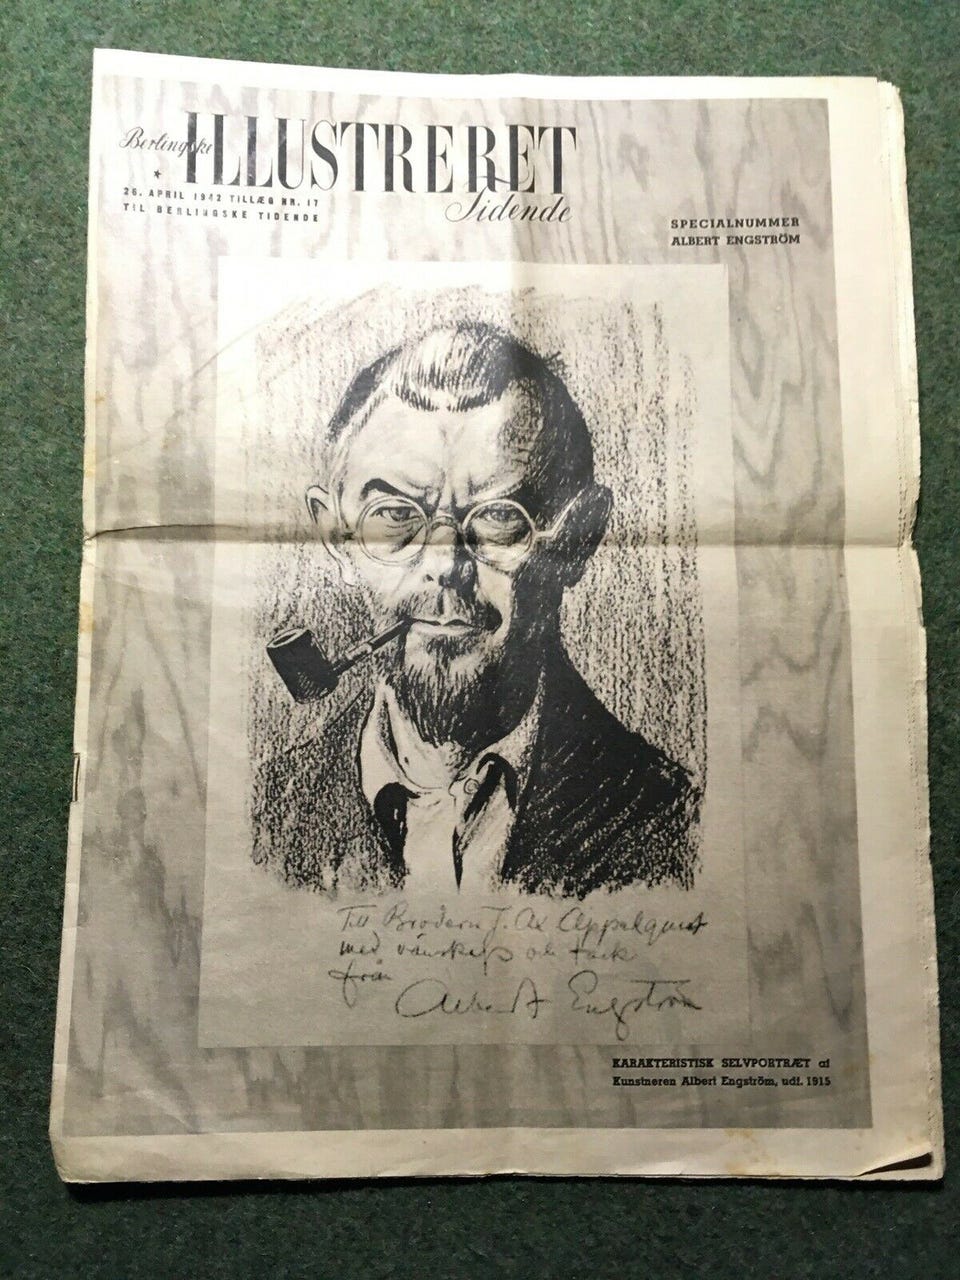 Berlingske
ILLUSTRERET
Tidende
26. APRIL 1942 TILLÆG NR. 17
TIL BERLINGSKE TIDENDE
SPECIALNUMMER
ALBERT ENGSTRÖM
Till Brodern J. Ax Appelquist
med vänskap och tack
från
Albert Engström
KARAKTERISTISK SELVPORTRÆT af
Kunstneren Albert Engström, udf. 1915